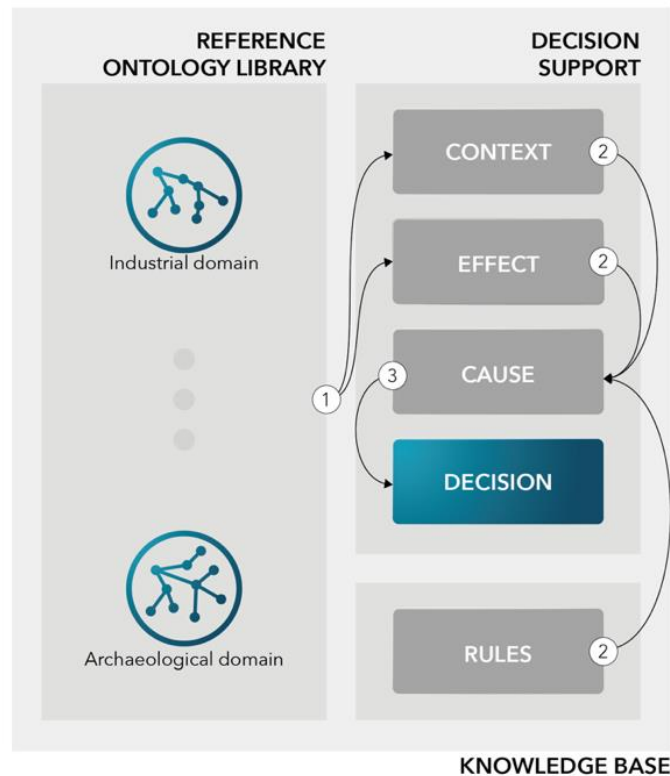 REFERENCE
ONTOLOGY LIBRARY
Industrial domain
Archaeological domain
1
DECISION
SUPPORT
CONTEXT 2
EFFECT 2
3 CAUSE
DECISION
RULES 2
KNOWLEDGE BASE